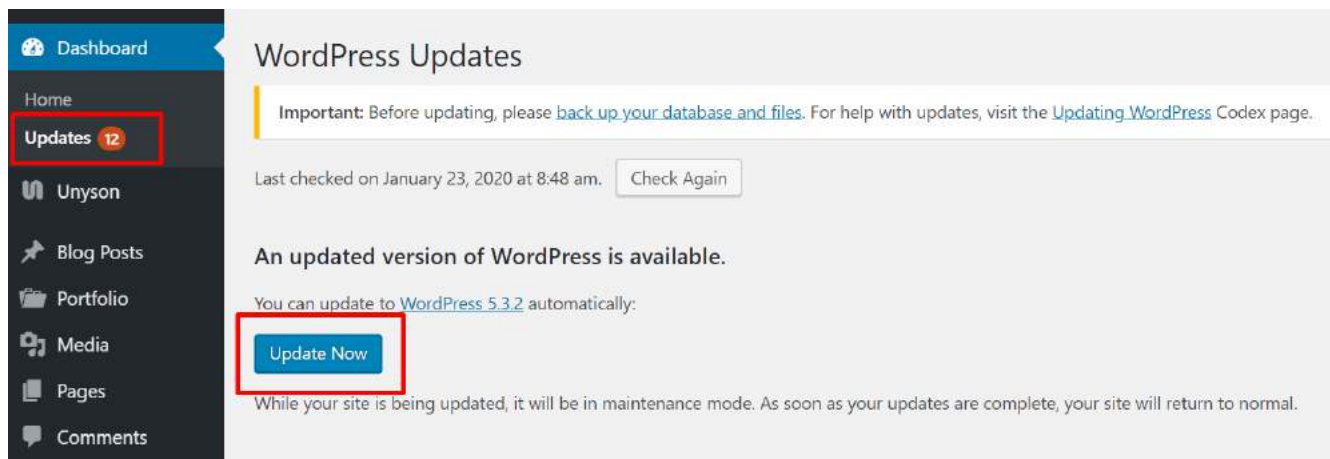 Dashboard
Home
Updates 12
Unyson
Blog Posts
Portfolio
Media
Pages
Comments
WordPress Updates
Important: Before updating, please back up your database and files. For help with updates, visit the Updating WordPress Codex page.
Last checked on January 23, 2020 at 8:48 am. Check Again
An updated version of WordPress is available.
You can update to WordPress 5.3.2 automatically:
Update Now
While your site is being updated, it will be in maintenance mode. As soon as your updates are complete, your site will return to normal.